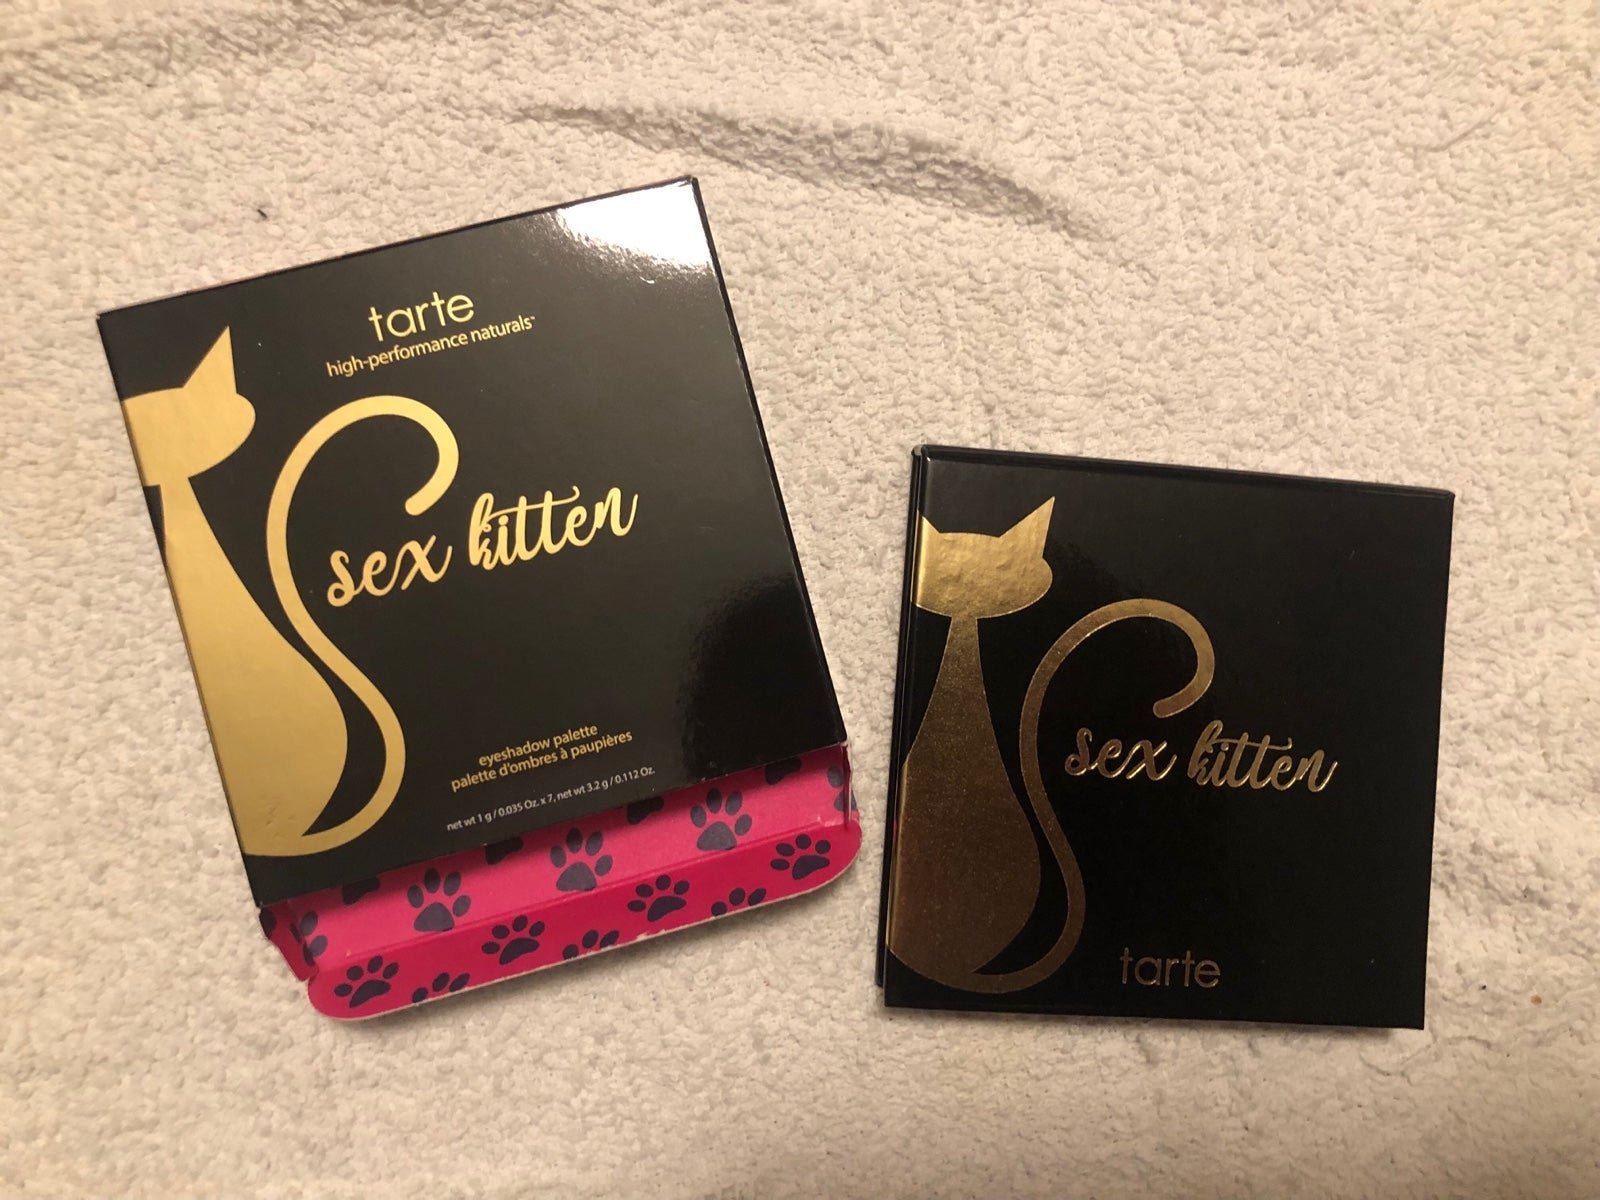 tarte
high-performance naturals™
sex kitten
eyeshadow palette
palette d'ombres à paupières
net wt 1 g / 0.035 Oz. x 7, net wt 3.2 g / 0.112 Oz.
sex kitten
tarte